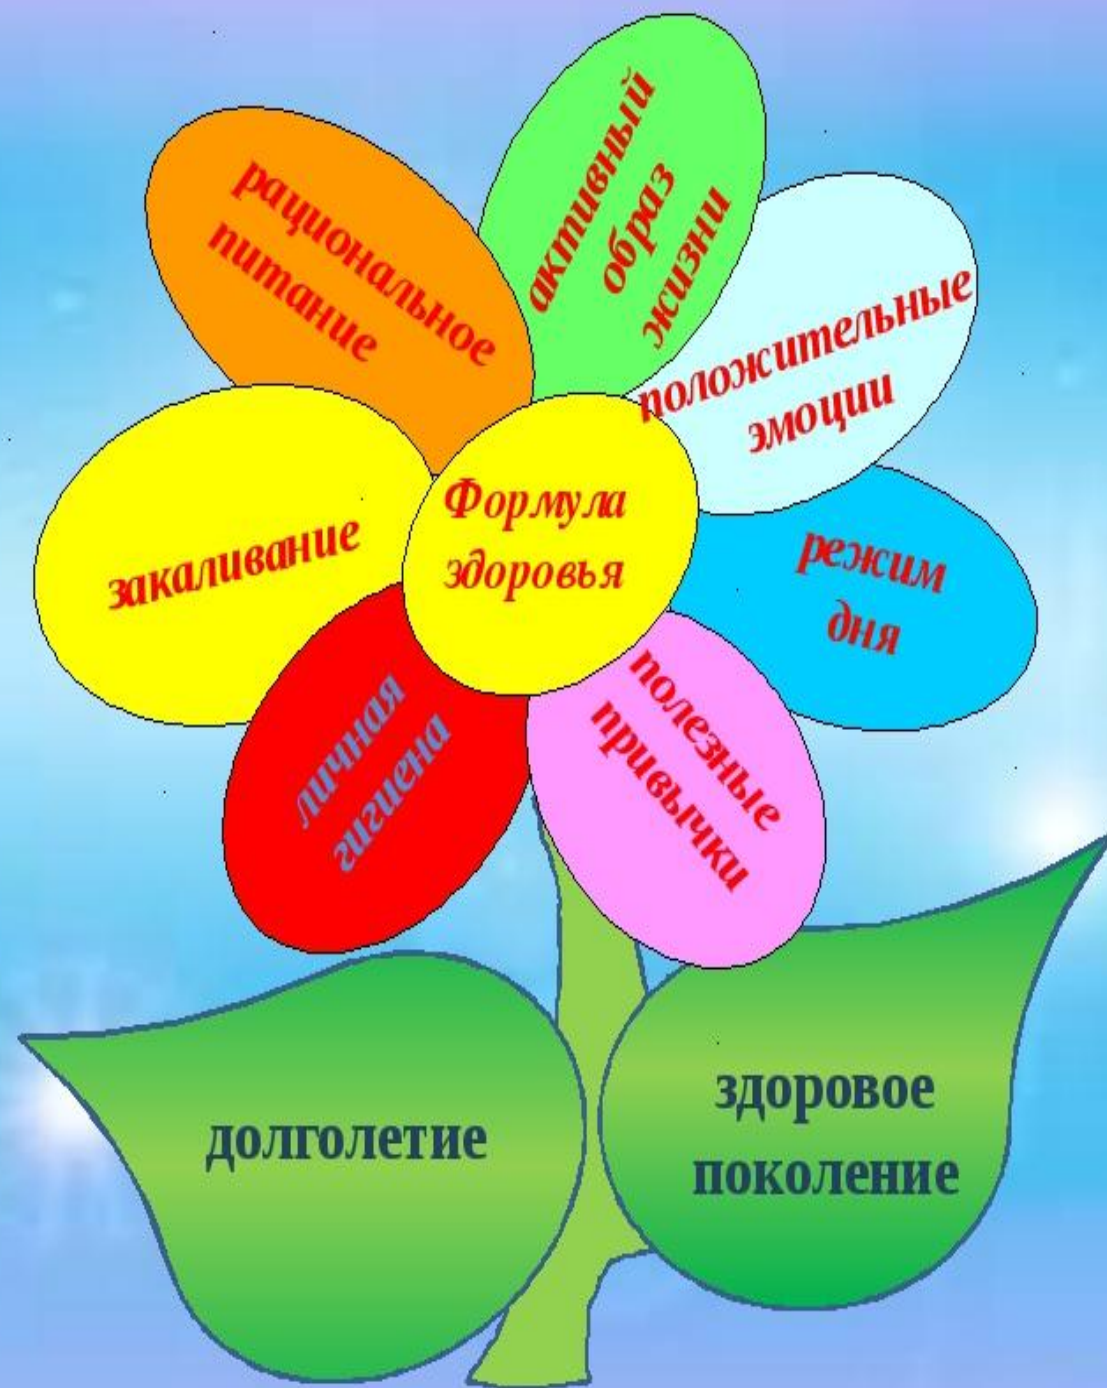 активный
образ
жизни
рациональное
питание
положительные
эмоции
Формула
здоровья
закаливание
режим
дня
личная
гигиена
полезные
привычки
долголетие
здоровое
поколение